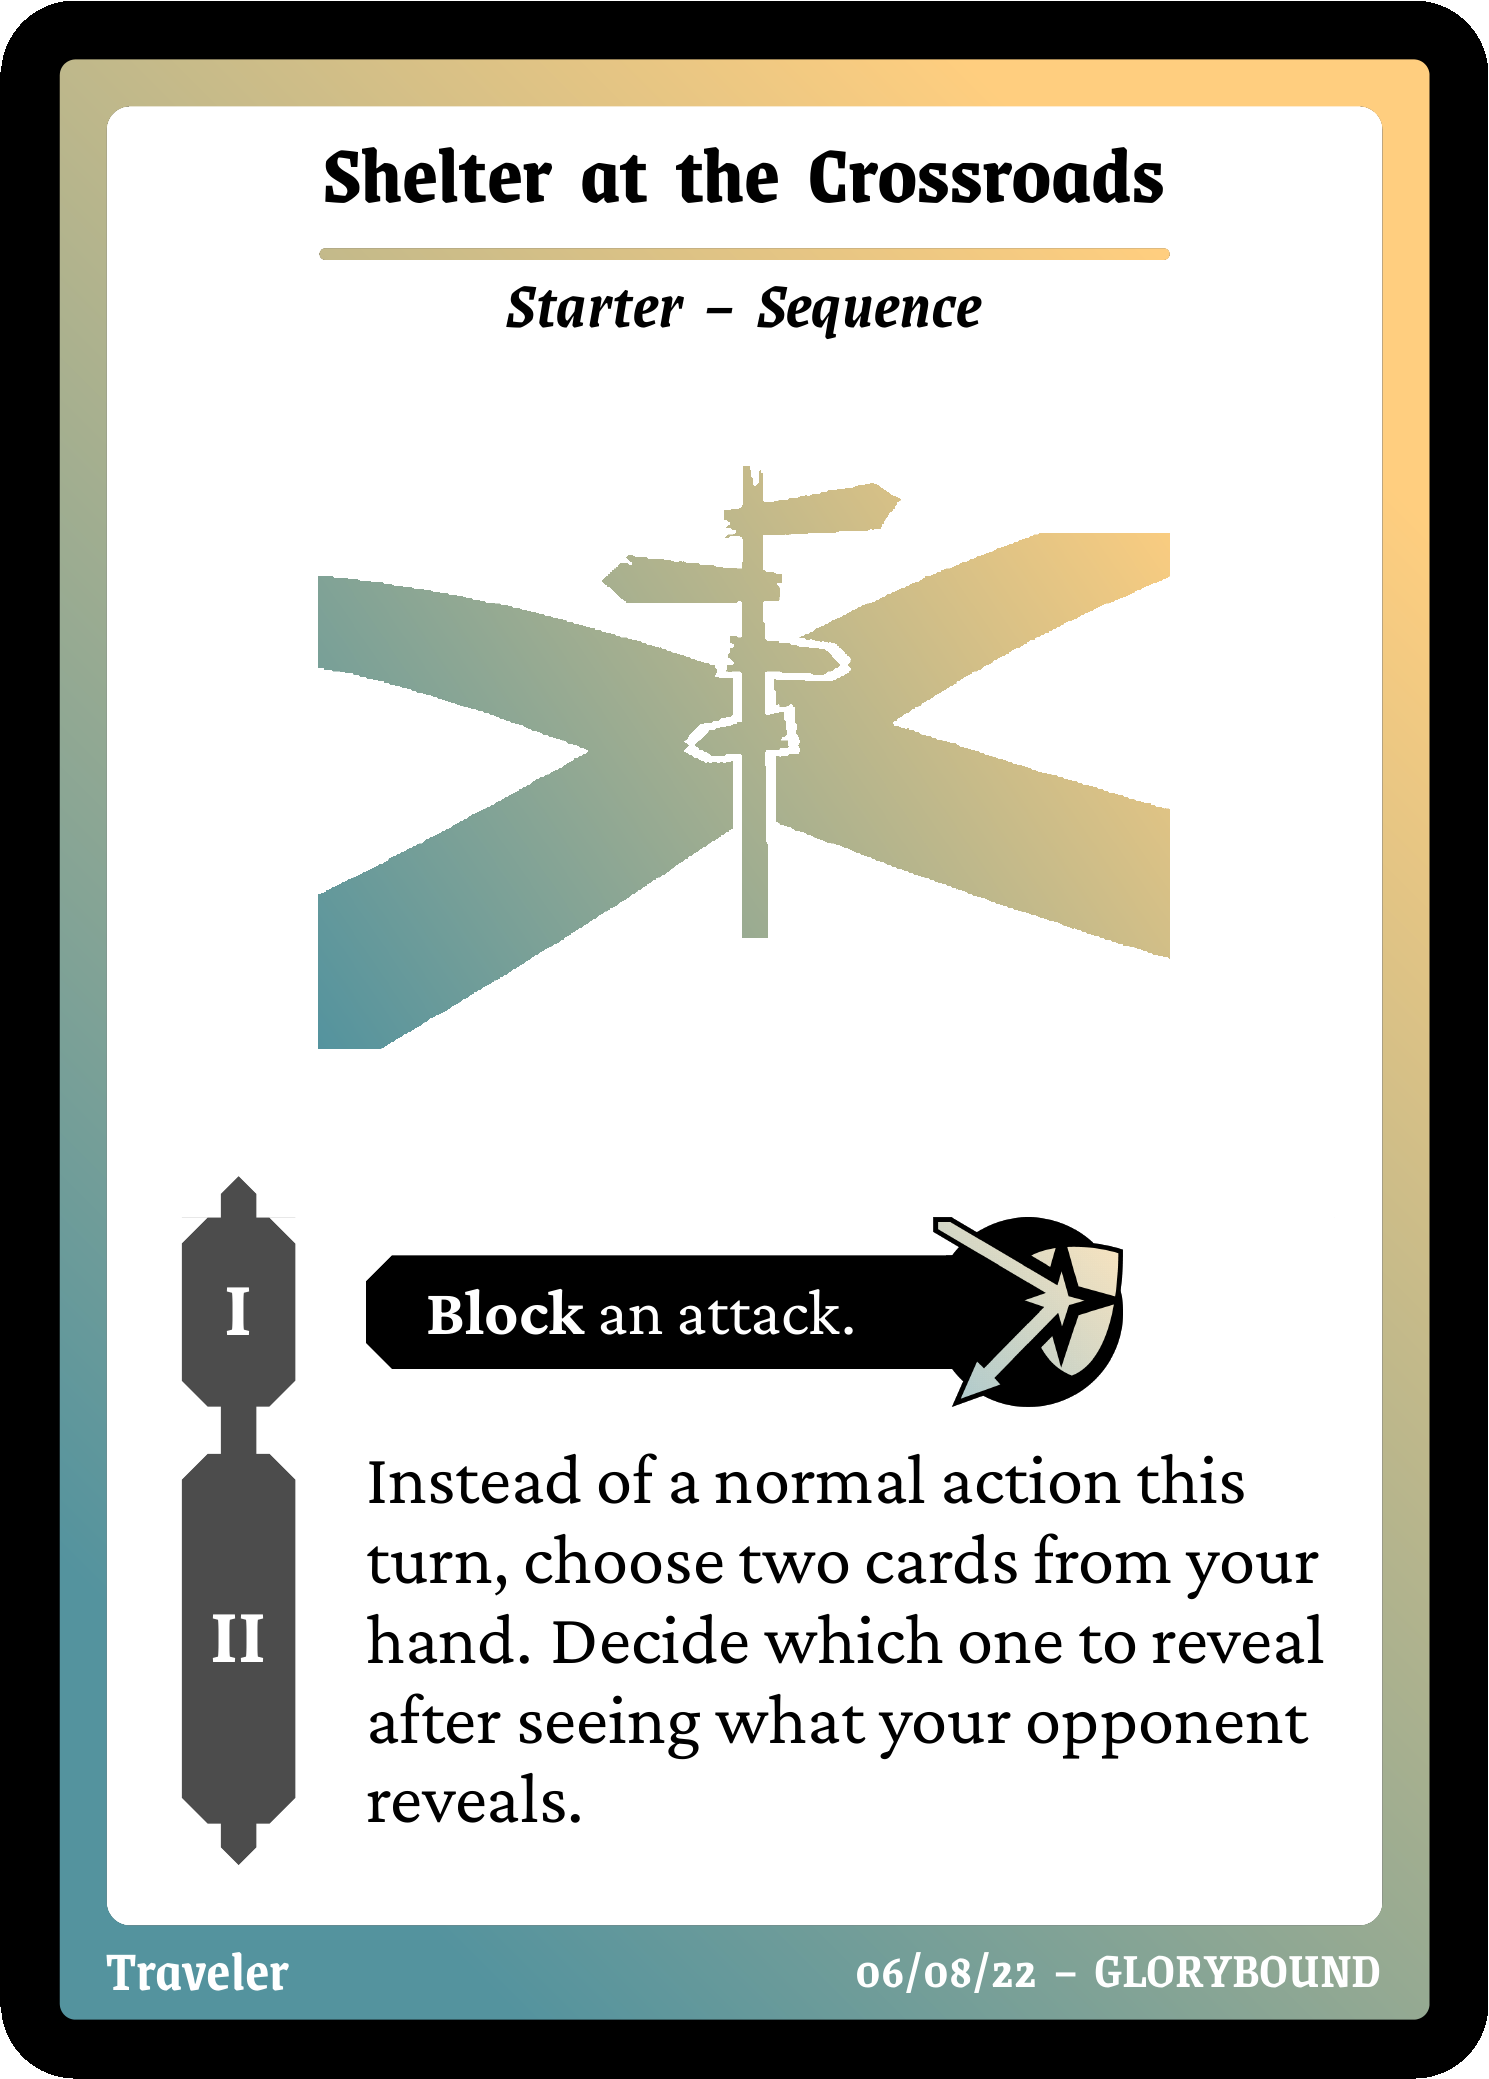 Shelter at the Crossroads
Starter – Sequence
I
Block an attack.
II
Instead of a normal action this
turn, choose two cards from your
hand. Decide which one to reveal
after seeing what your opponent
reveals.
Traveler
06/08/22 – GLORYBOUND